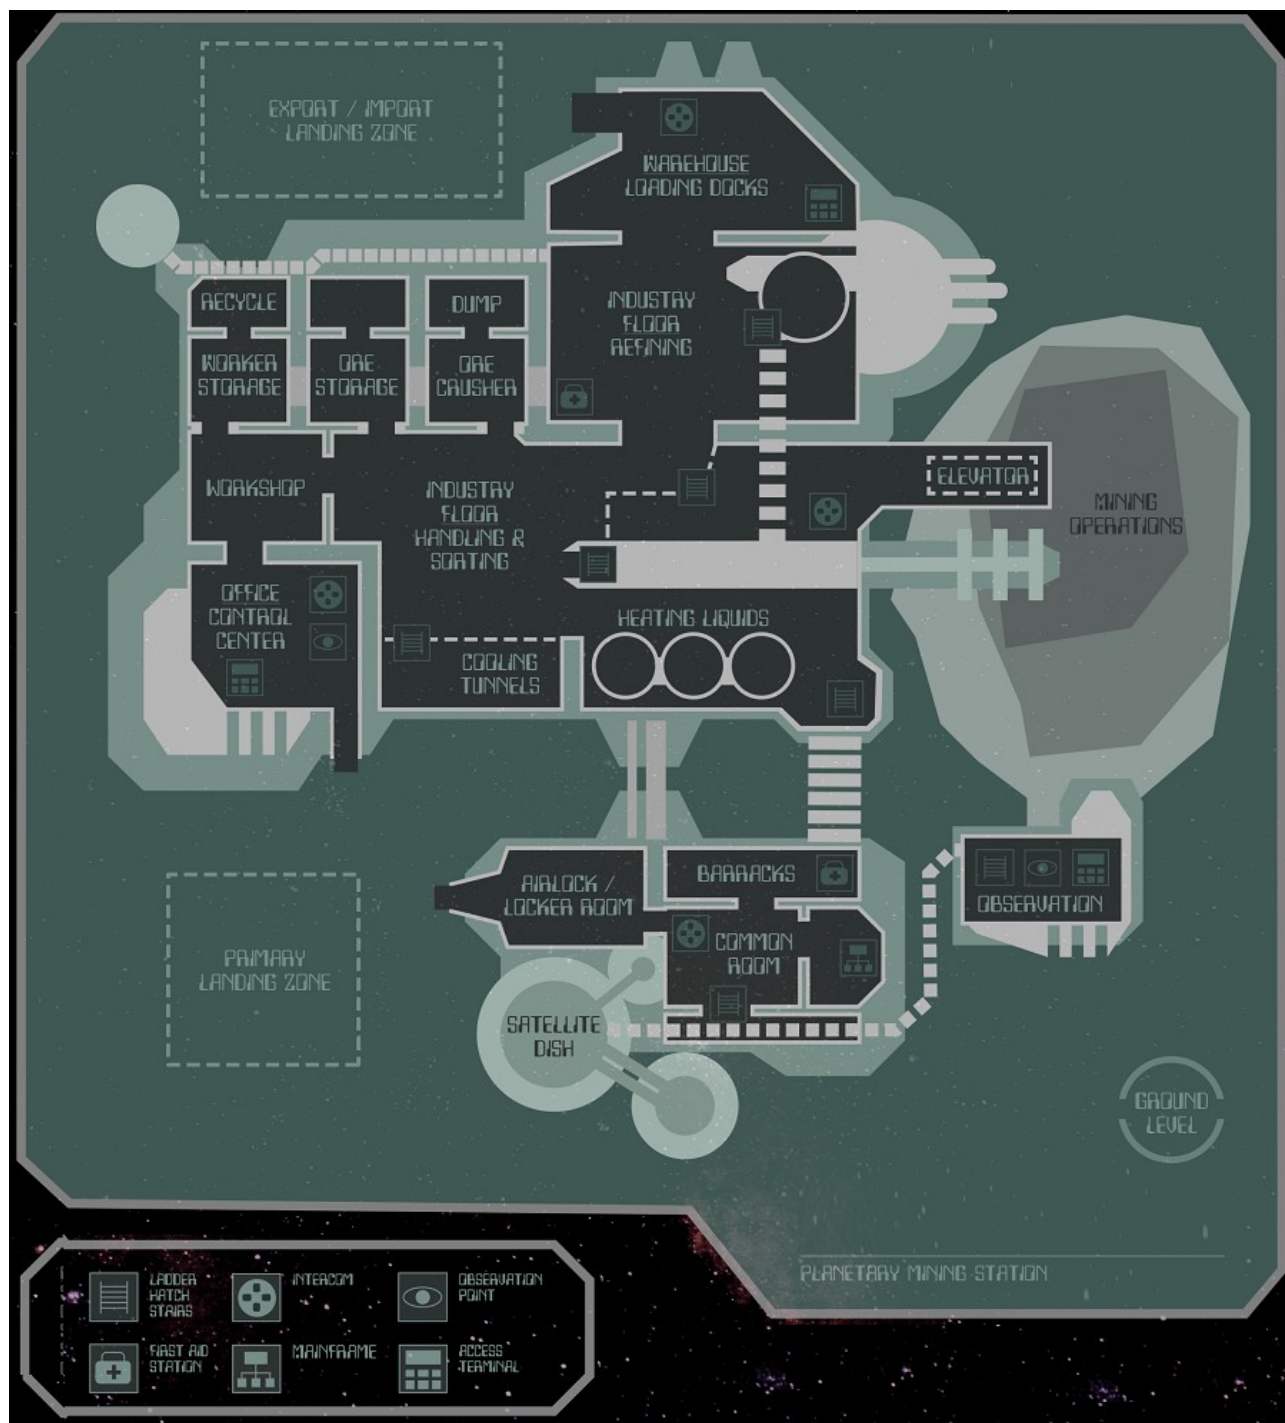 EXPORT / IMPORT
LANDING ZONE
WAREHOUSE
LOADING DOCKS
RECYCLE
DUMP
INDUSTRY
FLOOR
REFINING
WORKER
STORAGE
ORE
STORAGE
ORE
CRUSHER
WORKSHOP
INDUSTRY
FLOOR
HANDLING &
SORTING
ELEVATOR
MINING
OPERATIONS
OFFICE
CONTROL
CENTER
HEATING LIQUIDS
COOLING
TUNNELS
AIRLOCK /
LOCKER ROOM
BARRACKS
OBSERVATION
COMMON
ROOM
PRIMARY
LANDING ZONE
SATELLITE
DISH
GROUND
LEVEL
PLANETARY MINING STATION
LADDER
HATCH
STAIRS
INTERCOM
OBSERVATION
POINT
FIRST AID
STATION
MAINFRAME
ACCESS
TERMINAL